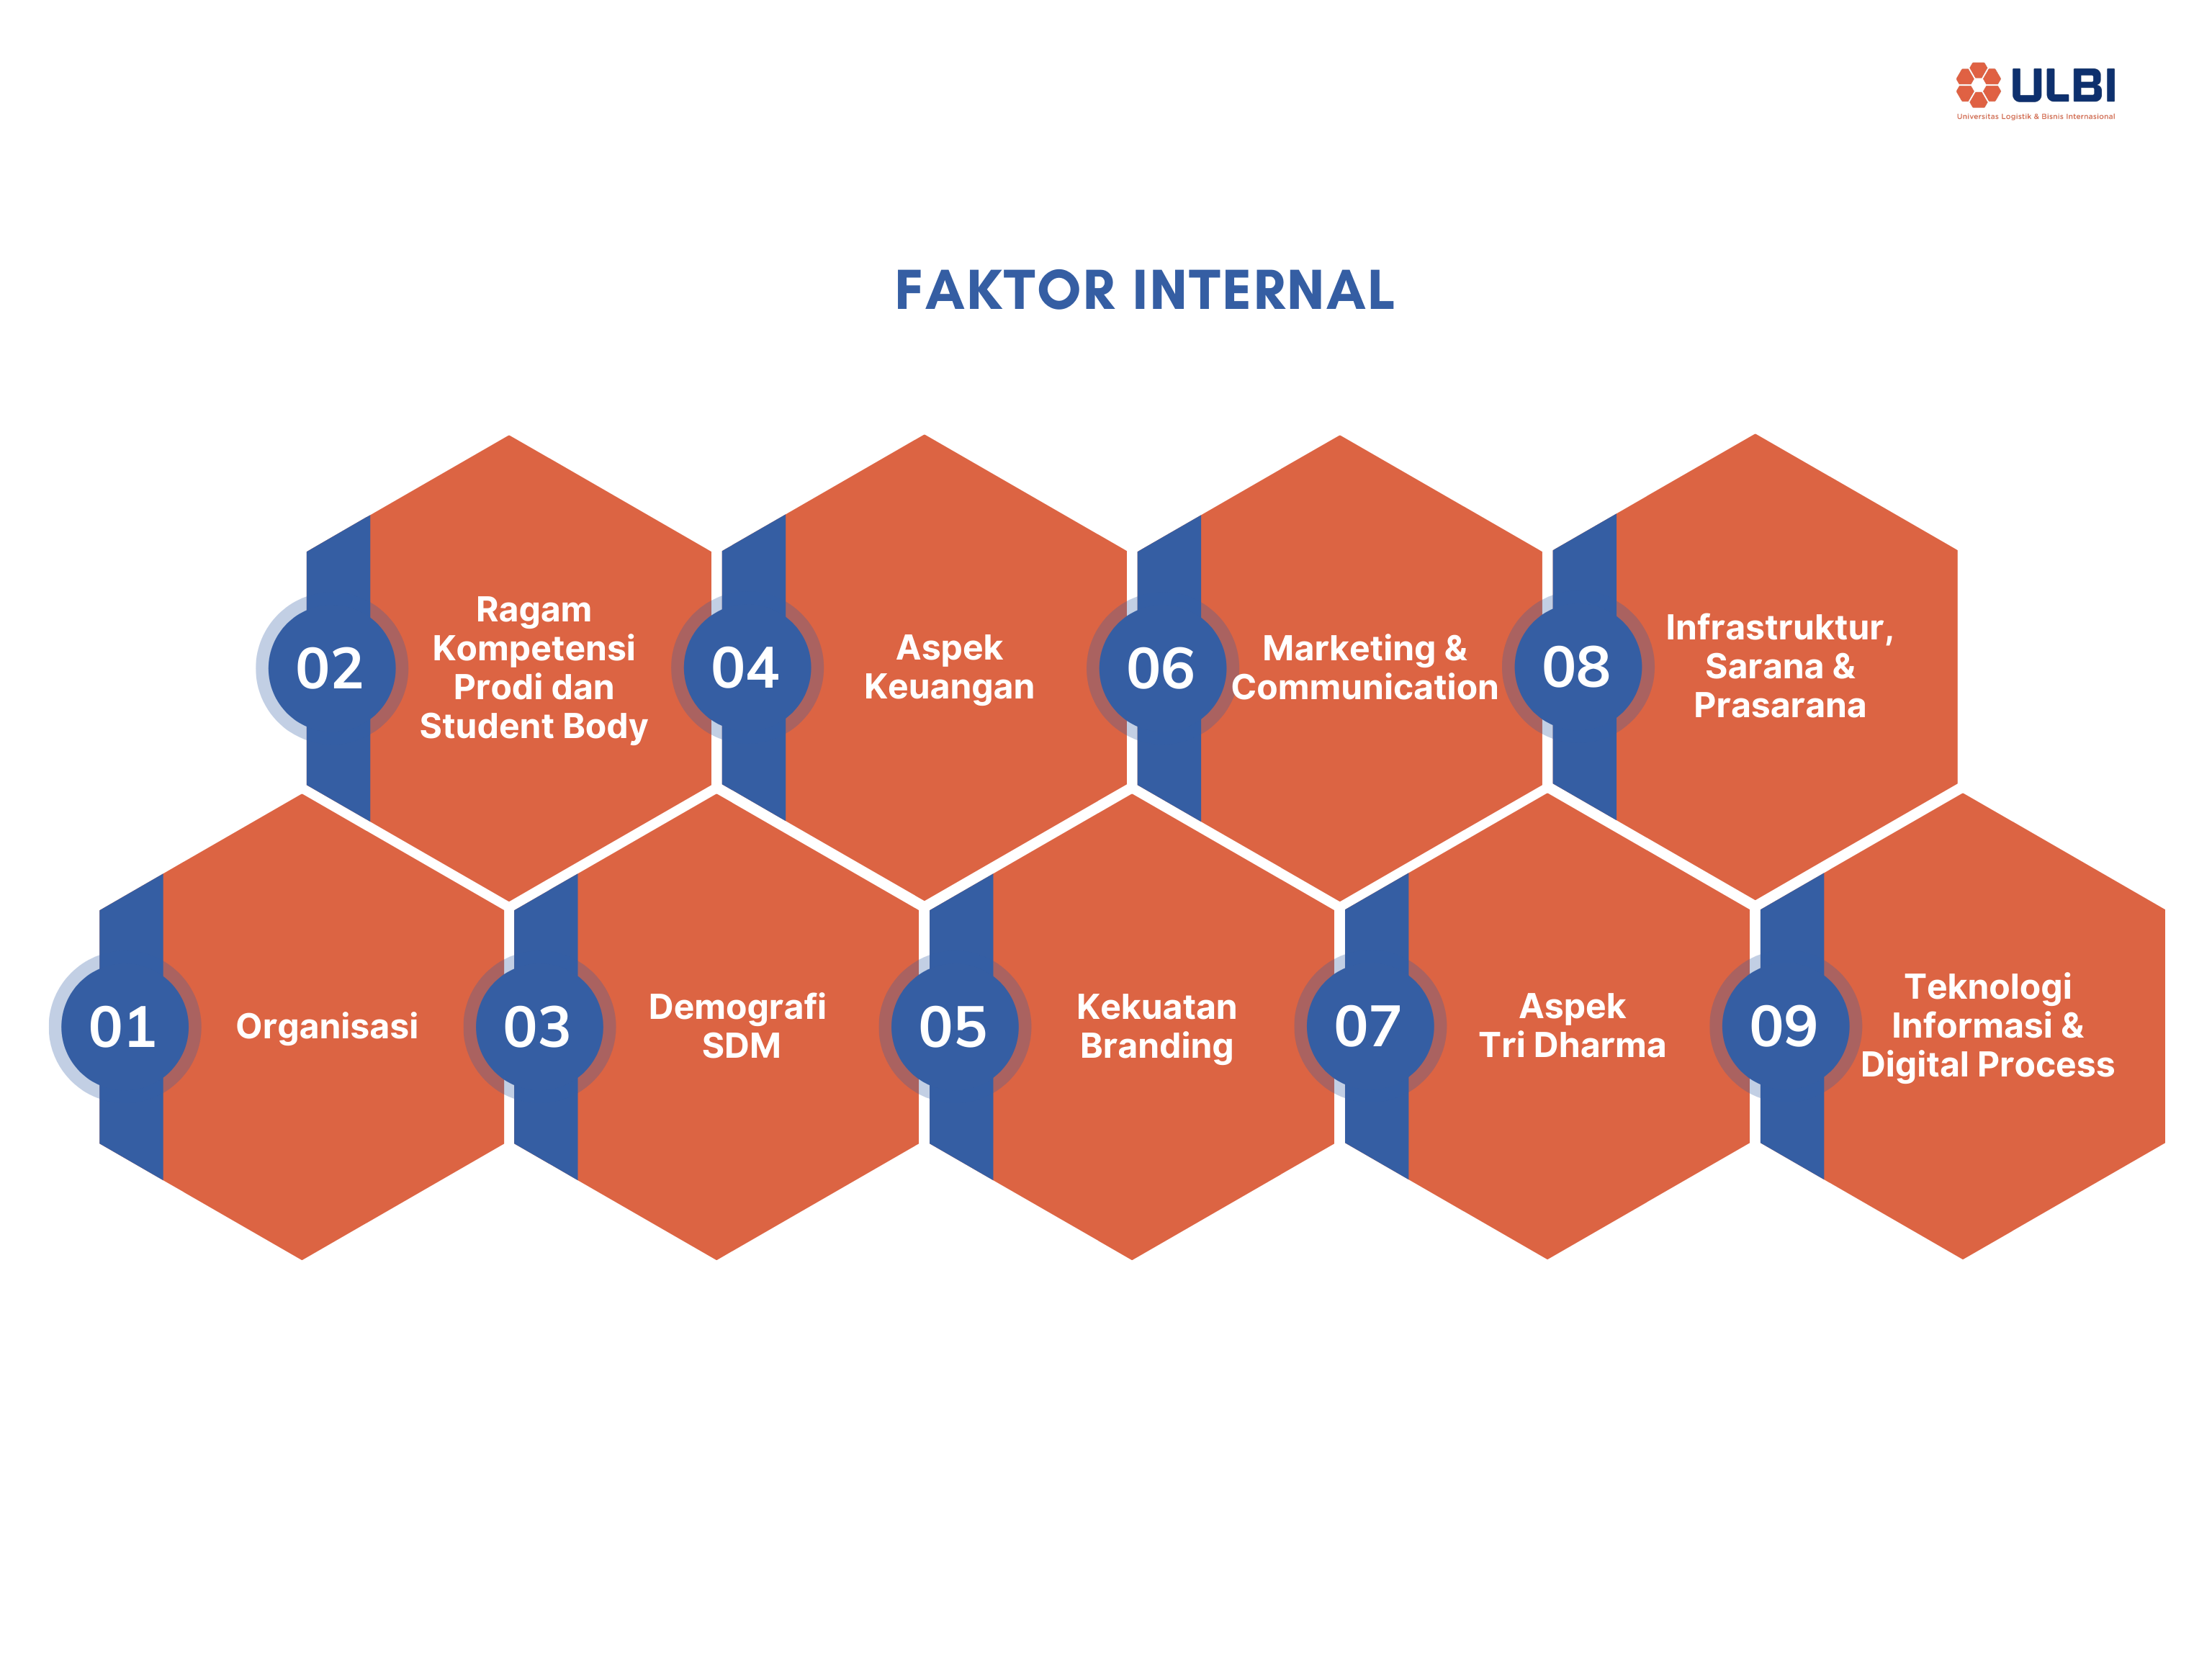 ULBI
Universitas Logistik & Bisnis Internasional
FAKTOR INTERNAL
01
Organisasi
02
Ragam
Kompetensi
Prodi dan
Student Body
03
Demografi
SDM
04
Aspek
Keuangan
05
Kekuatan
Branding
06
Marketing &
Communication
07
Aspek
Tri Dharma
08
Infrastruktur,
Sarana &
Prasarana
09
Teknologi
Informasi &
Digital Process